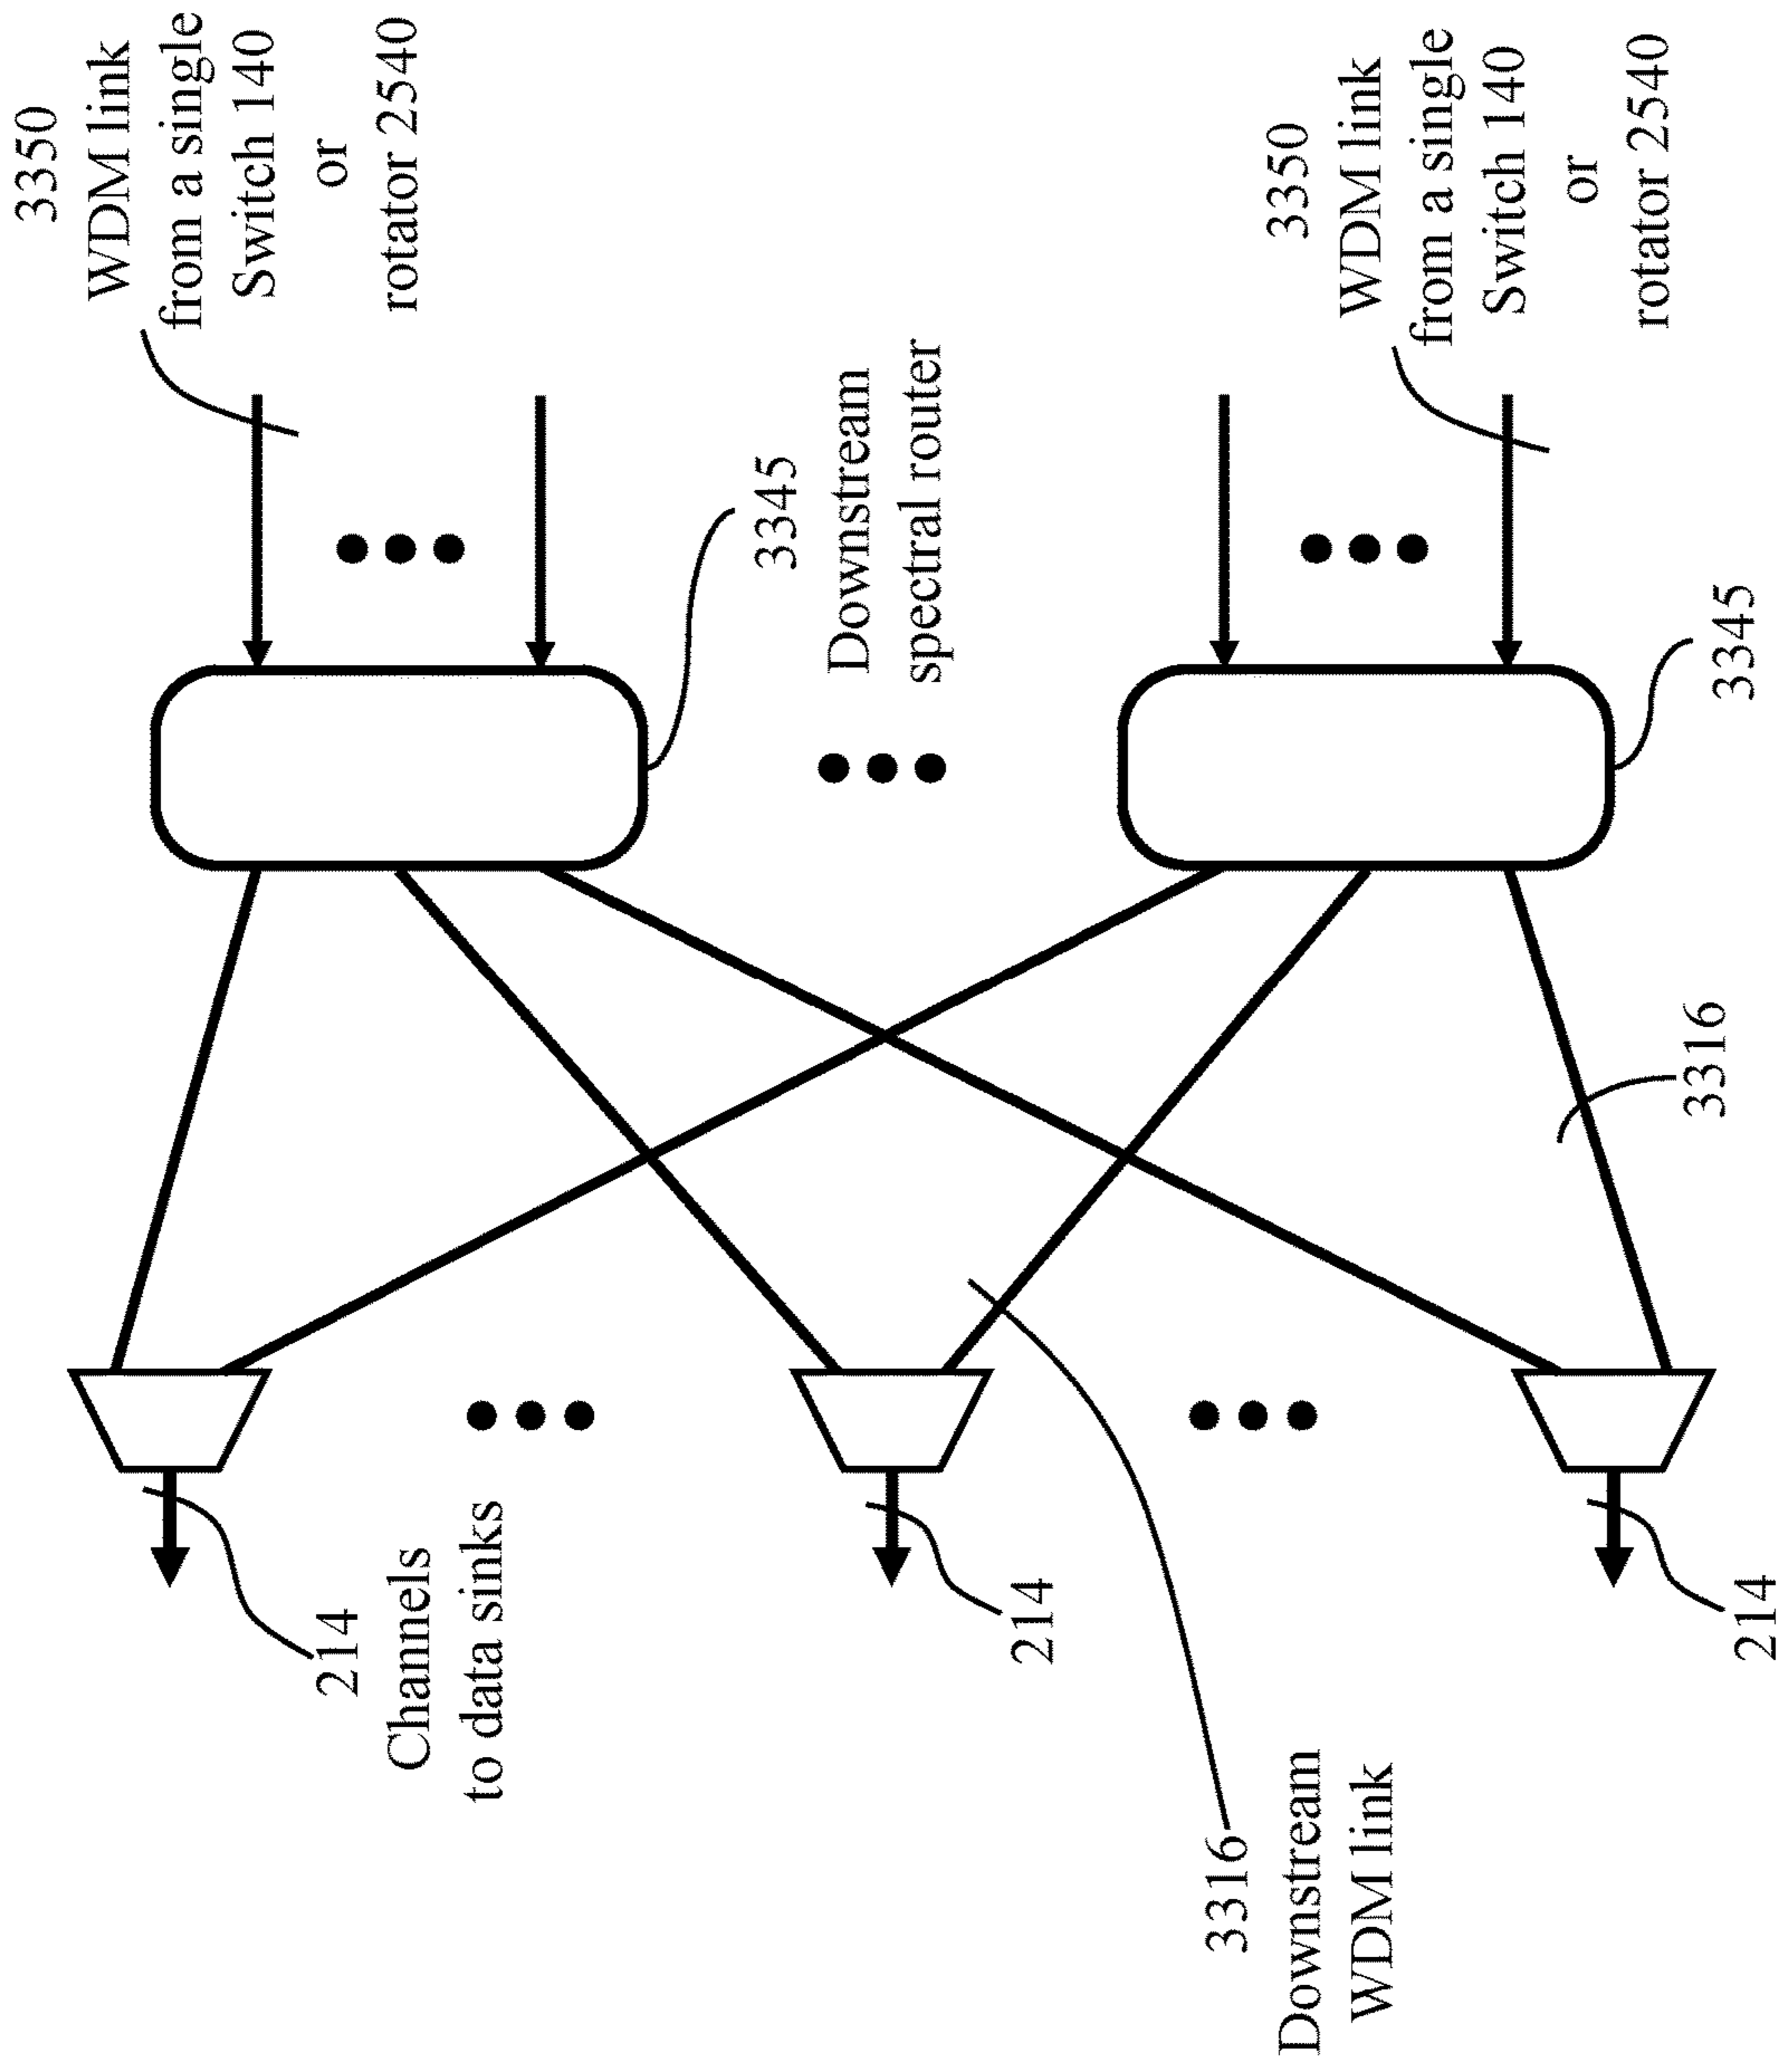 3350
WDM link
from a single
Switch 140
or
rotator 2540
214
Channels
to data sinks
3345
Downstream
spectral router
214
3316
Downstream
WDM link
3350
WDM link
from a single
Switch 140
or
rotator 2540
214
3316
3345